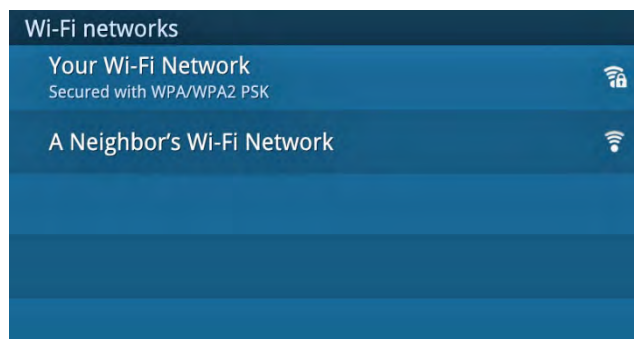 Wi-Fi networks
Your Wi-Fi Network
Secured with WPA/WPA2 PSK
A Neighbor’s Wi-Fi Network